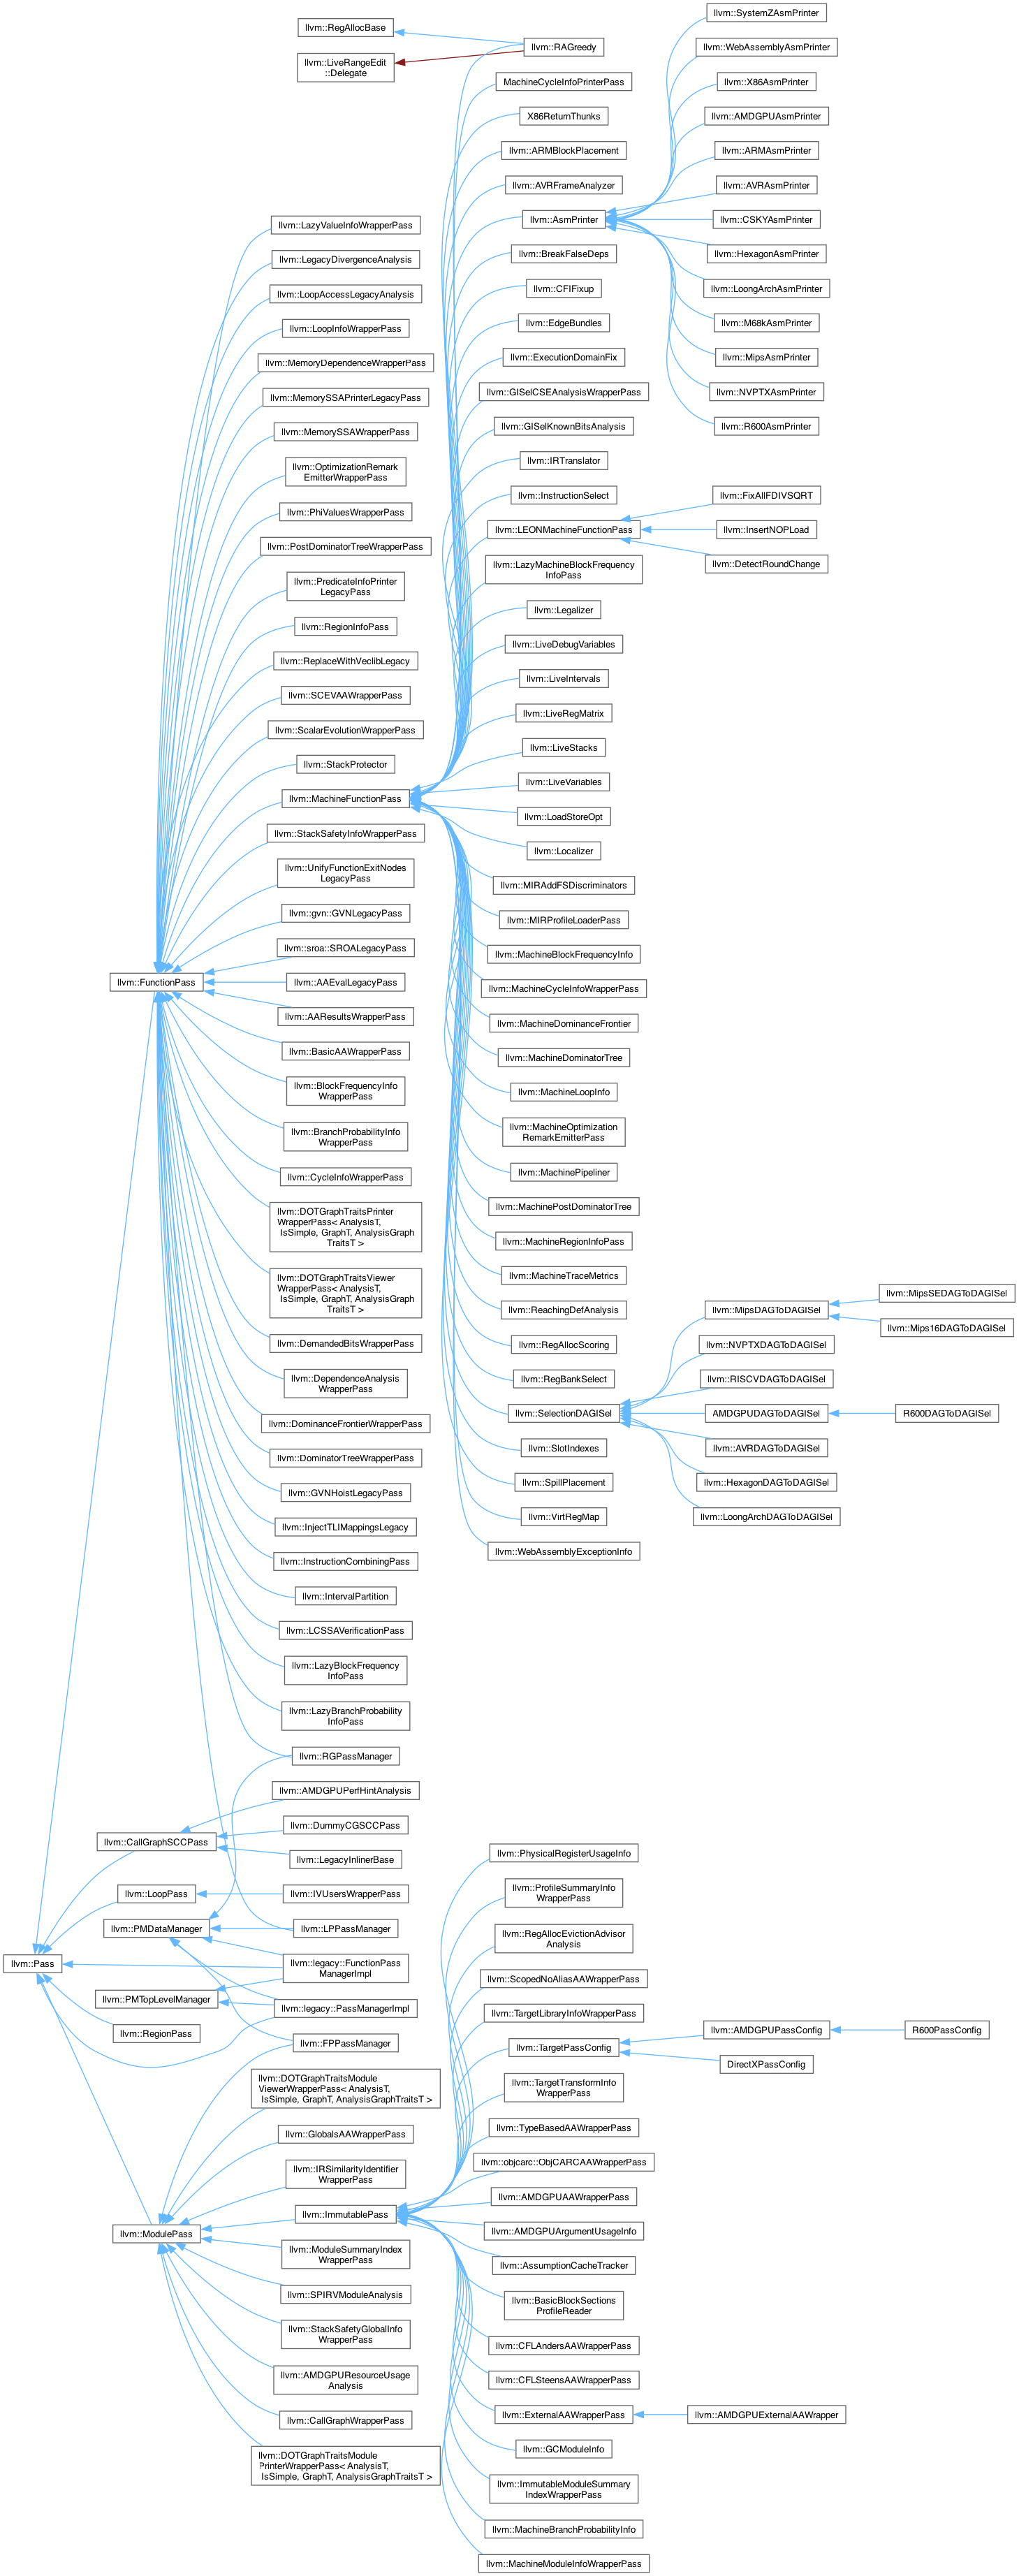 llvm::RegAllocBase
llvm::LiveRangeEdit
::Delegate
llvm::LazyValueInfoWrapperPass
llvm::LegacyDivergenceAnalysis
llvm::LoopAccessLegacyAnalysis
llvm::LoopInfoWrapperPass
llvm::MemoryDependenceWrapperPass
llvm::MemorySSAPrinterLegacyPass
llvm::MemorySSAWrapperPass
llvm::OptimizationRemark
EmitterWrapperPass
llvm::PhiValuesWrapperPass
llvm::PostDominatorTreeWrapperPass
llvm::PredicateInfoPrinter
LegacyPass
llvm::RegionInfoPass
llvm::ReplaceWithVeclibLegacy
llvm::SCEVAAWrapperPass
llvm::ScalarEvolutionWrapperPass
llvm::StackProtector
llvm::MachineFunctionPass
llvm::StackSafetyInfoWrapperPass
llvm::UnifyFunctionExitNodes
LegacyPass
llvm::gvn::GVNLegacyPass
llvm::sroa::SROALegacyPass
llvm::FunctionPass
llvm::AAEvalLegacyPass
llvm::AAResultsWrapperPass
llvm::BasicAAWrapperPass
llvm::BlockFrequencyInfo
WrapperPass
llvm::BranchProbabilityInfo
WrapperPass
llvm::CycleInfoWrapperPass
llvm::DOTGraphTraitsPrinter
WrapperPass< AnalysisT,
IsSimple, GraphT, AnalysisGraph
TraitsT >
llvm::DOTGraphTraitsViewer
WrapperPass< AnalysisT,
IsSimple, GraphT, AnalysisGraph
TraitsT >
llvm::DemandedBitsWrapperPass
llvm::DependenceAnalysis
WrapperPass
llvm::DominanceFrontierWrapperPass
llvm::DominatorTreeWrapperPass
llvm::GVNHoistLegacyPass
llvm::InjectTLIMappingsLegacy
llvm::InstructionCombiningPass
llvm::IntervalPartition
llvm::LCSSAVerificationPass
llvm::LazyBlockFrequency
InfoPass
llvm::LazyBranchProbability
InfoPass
llvm::RGPassManager
llvm::AMDGPUPerfHintAnalysis
llvm::CallGraphSCCPass
llvm::DummyCGSCCPass
llvm::LegacyInlinerBase
llvm::LoopPass
llvm::IVUsersWrapperPass
llvm::PMDataManager
llvm::LPPassManager
llvm::Pass
llvm::legacy::FunctionPass
ManagerImpl
llvm::PMTopLevelManager
llvm::legacy::PassManagerImpl
llvm::RegionPass
llvm::FPPassManager
llvm::DOTGraphTraitsModule
ViewerWrapperPass< AnalysisT,
IsSimple, GraphT, AnalysisGraphTraitsT >
llvm::GlobalsAAWrapperPass
llvm::IRSimilarityIdentifier
WrapperPass
llvm::ImmutablePass
llvm::ModulePass
llvm::ModuleSummaryIndex
WrapperPass
llvm::SPIRVModuleAnalysis
llvm::StackSafetyGlobalInfo
WrapperPass
llvm::AMDGPUResourceUsage
Analysis
llvm::CallGraphWrapperPass
llvm::DOTGraphTraitsModule
PrinterWrapperPass< AnalysisT,
IsSimple, GraphT, AnalysisGraphTraitsT >
llvm::RAGreedy
MachineCycleInfoPrinterPass
X86ReturnThunks
llvm::ARMBlockPlacement
llvm::AVRFrameAnalyzer
llvm::AsmPrinter
llvm::BreakFalseDeps
llvm::CFIFixup
llvm::EdgeBundles
llvm::ExecutionDomainFix
llvm::GISelCSEAnalysisWrapperPass
llvm::GISelKnownBitsAnalysis
llvm::IRTranslator
llvm::InstructionSelect
llvm::LEONMachineFunctionPass
llvm::LazyMachineBlockFrequency
InfoPass
llvm::Legalizer
llvm::LiveDebugVariables
llvm::LiveIntervals
llvm::LiveRegMatrix
llvm::LiveStacks
llvm::LiveVariables
llvm::LoadStoreOpt
llvm::Localizer
llvm::MIRAddFSDiscriminators
llvm::MIRProfileLoaderPass
llvm::MachineBlockFrequencyInfo
llvm::MachineCycleInfoWrapperPass
llvm::MachineDominanceFrontier
llvm::MachineDominatorTree
llvm::MachineLoopInfo
llvm::MachineOptimization
RemarkEmitterPass
llvm::MachinePipeliner
llvm::MachinePostDominatorTree
llvm::MachineRegionInfoPass
llvm::MachineTraceMetrics
llvm::ReachingDefAnalysis
llvm::RegAllocScoring
llvm::RegBankSelect
llvm::SelectionDAGISel
llvm::SlotIndexes
llvm::SpillPlacement
llvm::VirtRegMap
llvm::WebAssemblyExceptionInfo
llvm::PhysicalRegisterUsageInfo
llvm::ProfileSummaryInfo
WrapperPass
llvm::RegAllocEvictionAdvisor
Analysis
llvm::ScopedNoAliasAAWrapperPass
llvm::TargetLibraryInfoWrapperPass
llvm::TargetPassConfig
llvm::TargetTransformInfo
WrapperPass
llvm::TypeBasedAAWrapperPass
llvm::objcarc::ObjCARCAAWrapperPass
llvm::AMDGPUAAWrapperPass
llvm::AMDGPUArgumentUsageInfo
llvm::AssumptionCacheTracker
llvm::BasicBlockSections
ProfileReader
llvm::CFLAndersAAWrapperPass
llvm::CFLSteensAAWrapperPass
llvm::ExternalAAWrapperPass
llvm::GCModuleInfo
llvm::ImmutableModuleSummary
IndexWrapperPass
llvm::MachineBranchProbabilityInfo
llvm::MachineModuleInfoWrapperPass
llvm::SystemZAsmPrinter
llvm::WebAssemblyAsmPrinter
llvm::X86AsmPrinter
llvm::AMDGPUAsmPrinter
llvm::ARMAsmPrinter
llvm::AVRAsmPrinter
llvm::CSKYAsmPrinter
llvm::HexagonAsmPrinter
llvm::LoongArchAsmPrinter
llvm::M68kAsmPrinter
llvm::MipsAsmPrinter
llvm::NVPTXAsmPrinter
llvm::R600AsmPrinter
llvm::FixAllFDIVSQRT
llvm::InsertNOPLoad
llvm::DetectRoundChange
llvm::MipsDAGToDAGISel
llvm::NVPTXDAGToDAGISel
llvm::RISCVDAGToDAGISel
AMDGPUDAGToDAGISel
llvm::AVRDAGToDAGISel
llvm::HexagonDAGToDAGISel
llvm::LoongArchDAGToDAGISel
llvm::AMDGPUPassConfig
DirectXPassConfig
llvm::AMDGPUExternalAAWrapper
llvm::MipsSEDAGToDAGISel
llvm::Mips16DAGToDAGISel
R600DAGToDAGISel
R600PassConfig